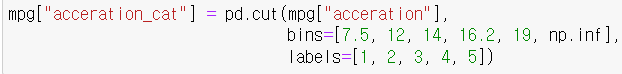 mpg["acceration_cat"] = pd.cut(mpg["acceration"],
bins=[7.5, 12, 14, 16.2, 19, np.inf],
labels=[1, 2, 3, 4, 5])